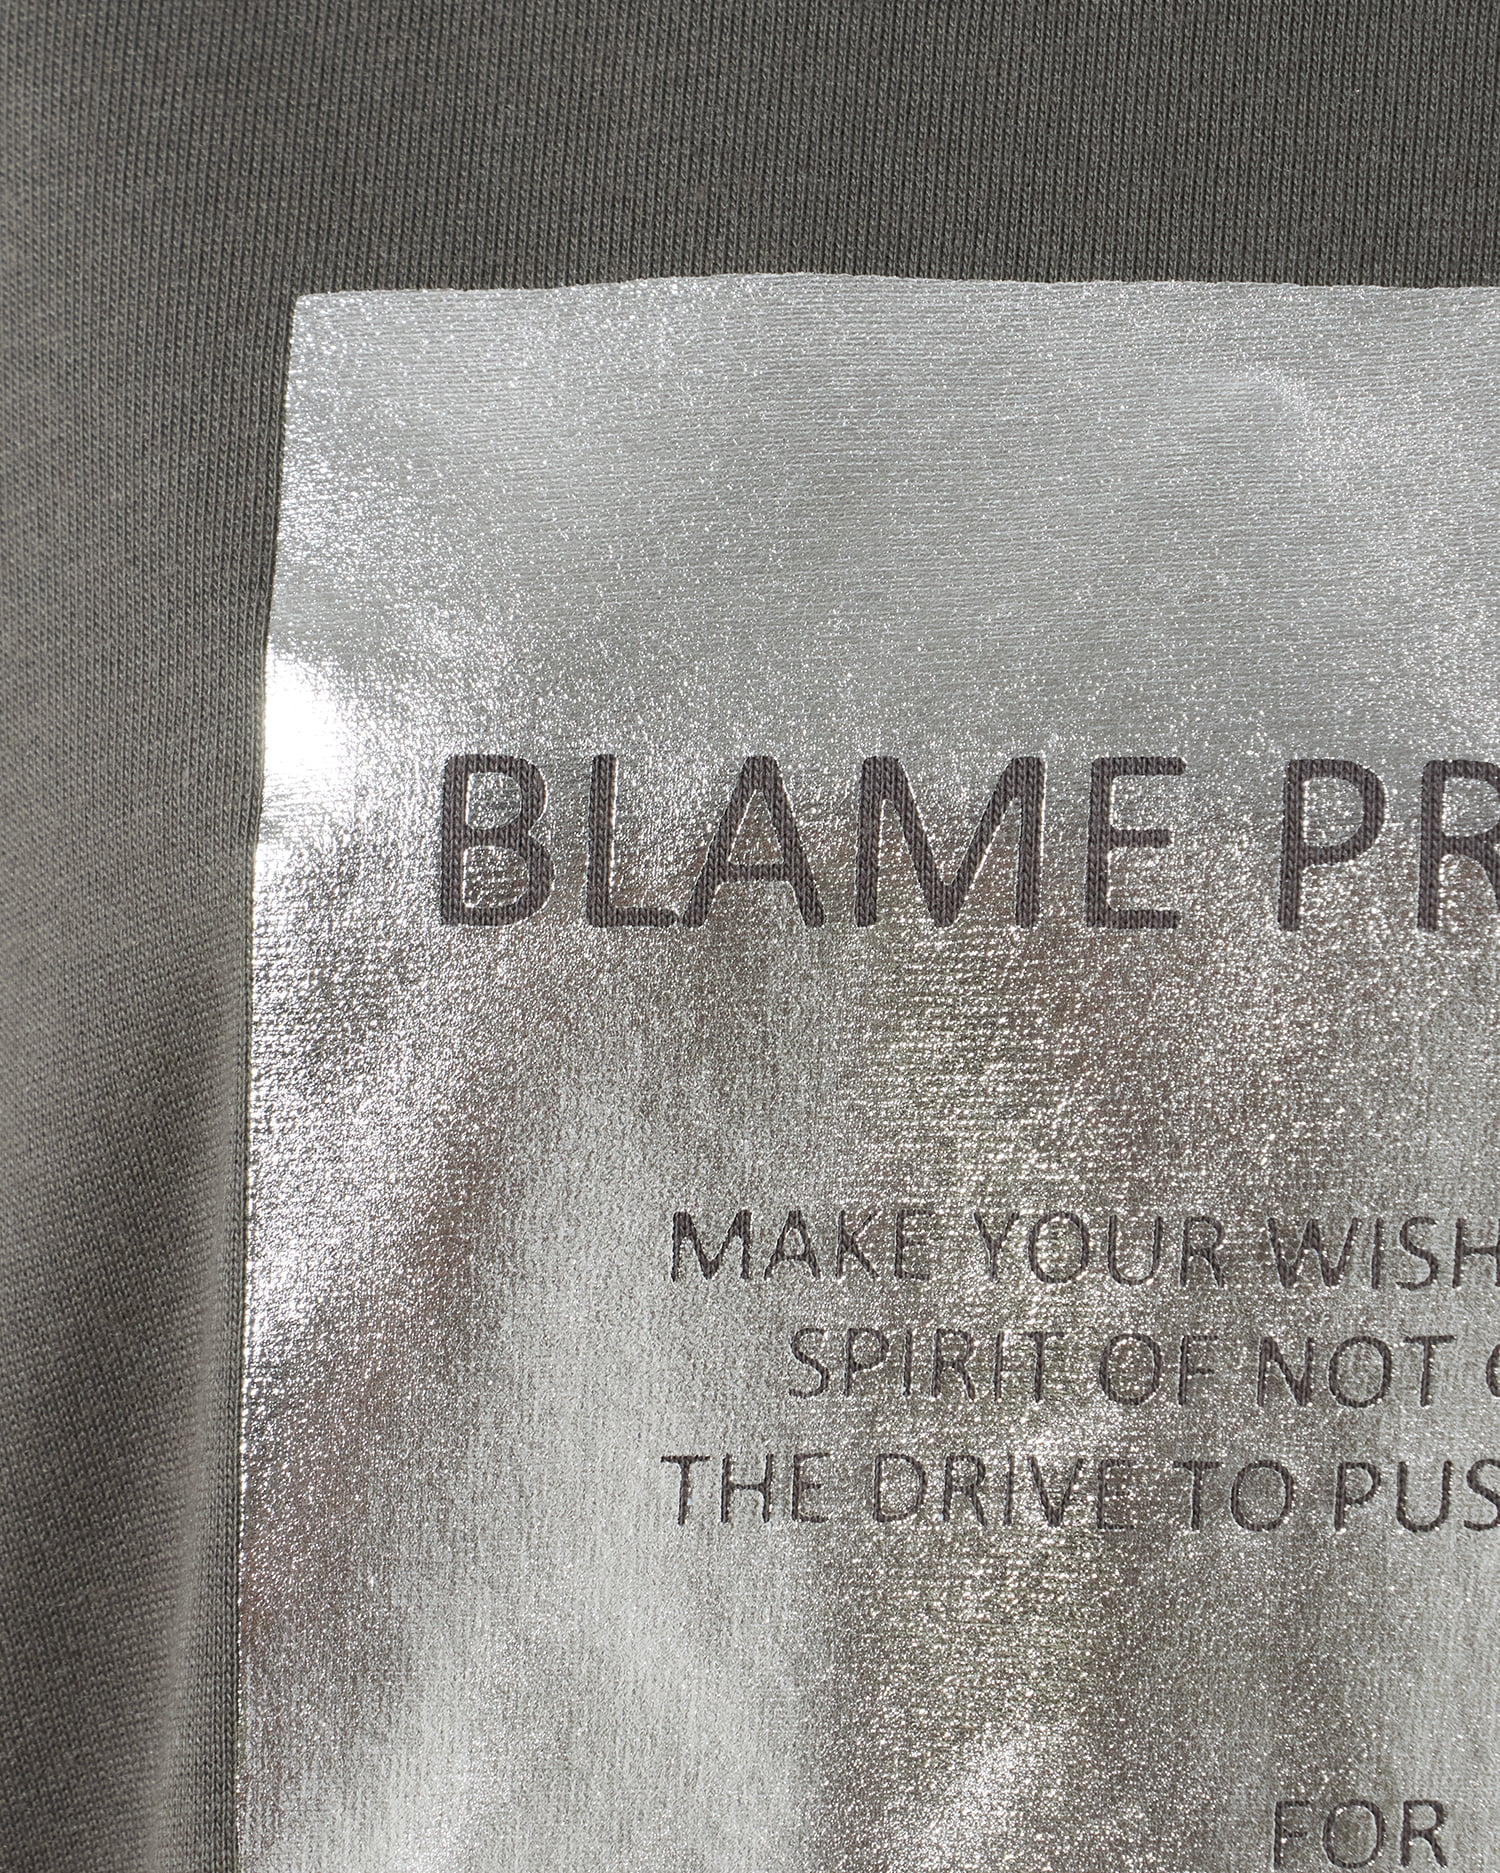 BLAME PR
MAKE YOUR WISH
SPIRIT OF NOT
THE DRIVE TO PUS
FOR